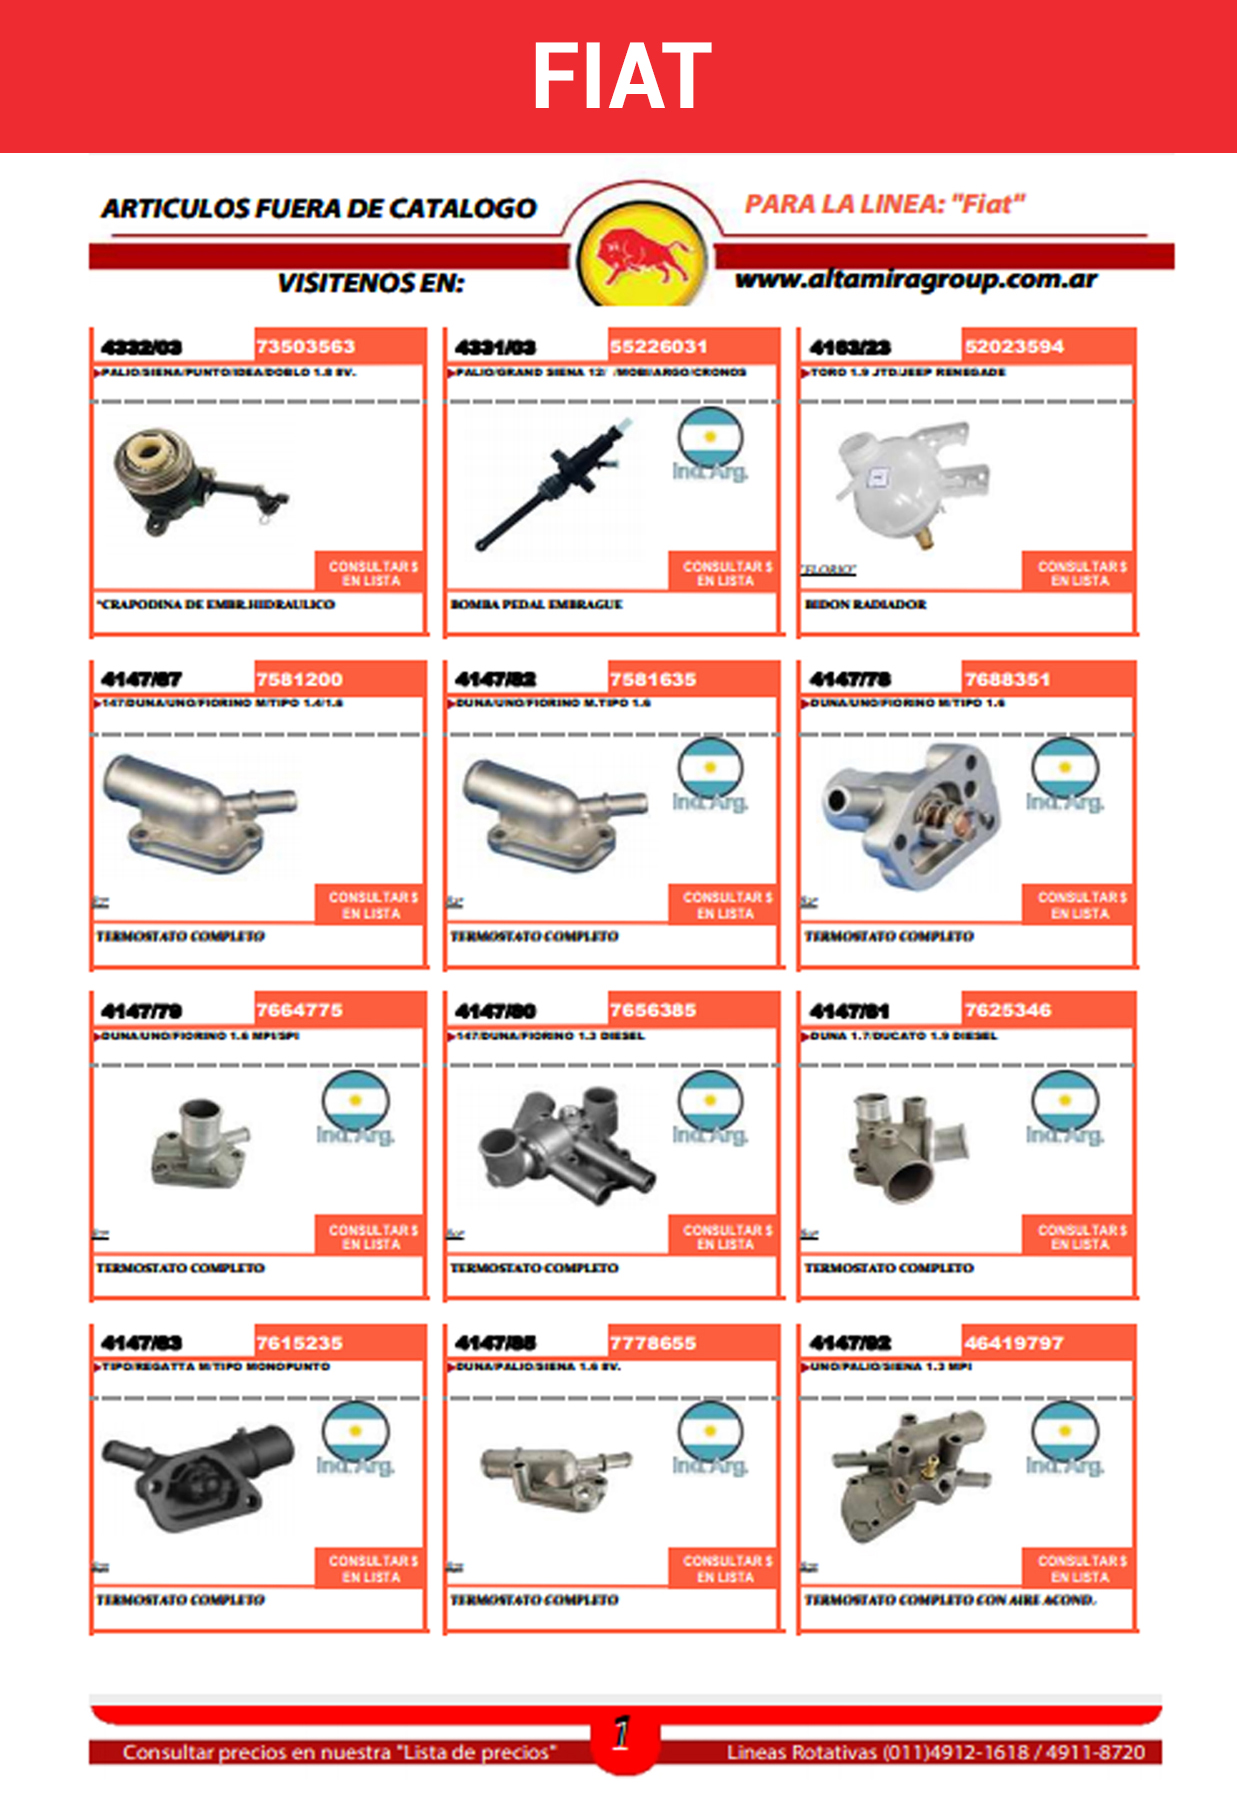 FIAT
ARTICULOS FUERA DE CATALOGO
PARA LA LINEA: "Fiat"
VISITENOS EN:
www.altamiragroup.com.ar
4332/03 73503563
PALIO/SIENA/PUNTO/IDEA/DOBLO 1.8 8V.
CONSULTAR $
EN LISTA
"CRAPODINA DE EMBR.HIDRAULICO
4331/03 55226031
PALIO/GRAND SIENA 12/ /MOBI/ARGO/CRONOS
Ind.Arg.
CONSULTAR $
EN LISTA
BOMBA PEDAL EMBRAGUE
4163/23 52023594
TORO 1.9 JTD/JEEP RENEGADE
"FLORIO"
CONSULTAR $
EN LISTA
BIDON RADIADOR
4147/87 7581200
147/DUNA/UNO/FIORINO M/TIPO 1.4/1.6
CONSULTAR $
EN LISTA
TERMOSTATO COMPLETO
4147/82 7581635
DUNA/UNO/FIORINO M.TIPO 1.6
Ind.Arg.
CONSULTAR $
EN LISTA
TERMOSTATO COMPLETO
4147/78 7688351
DUNA/UNO/FIORINO M/TIPO 1.6
Ind.Arg.
CONSULTAR $
EN LISTA
TERMOSTATO COMPLETO
4147/79 7664775
DUNA/UNO/FIORINO 1.6 MPI/SPI
Ind.Arg.
CONSULTAR $
EN LISTA
TERMOSTATO COMPLETO
4147/80 7656385
147/DUNA/FIORINO 1.3 DIESEL
Ind.Arg.
CONSULTAR $
EN LISTA
TERMOSTATO COMPLETO
4147/81 7625346
DUNA 1.7/DUCATO 1.9 DIESEL
Ind.Arg.
CONSULTAR $
EN LISTA
TERMOSTATO COMPLETO
4147/83 7615235
TIPO/REGATTA M/TIPO MONOPUNTO
Ind.Arg.
CONSULTAR $
EN LISTA
TERMOSTATO COMPLETO
4147/85 7778655
DUNA/PALIO/SIENA 1.6 8V.
Ind.Arg.
CONSULTAR $
EN LISTA
TERMOSTATO COMPLETO
4147/92 46419797
UNO/PALIO/SIENA 1.3 MPI
Ind.Arg.
CONSULTAR $
EN LISTA
TERMOSTATO COMPLETO CON AIRE ACOND.
1
Consultar precios en nuestra "Lista de precios"
Lineas Rotativas (011)4912-1618 / 4911-8720